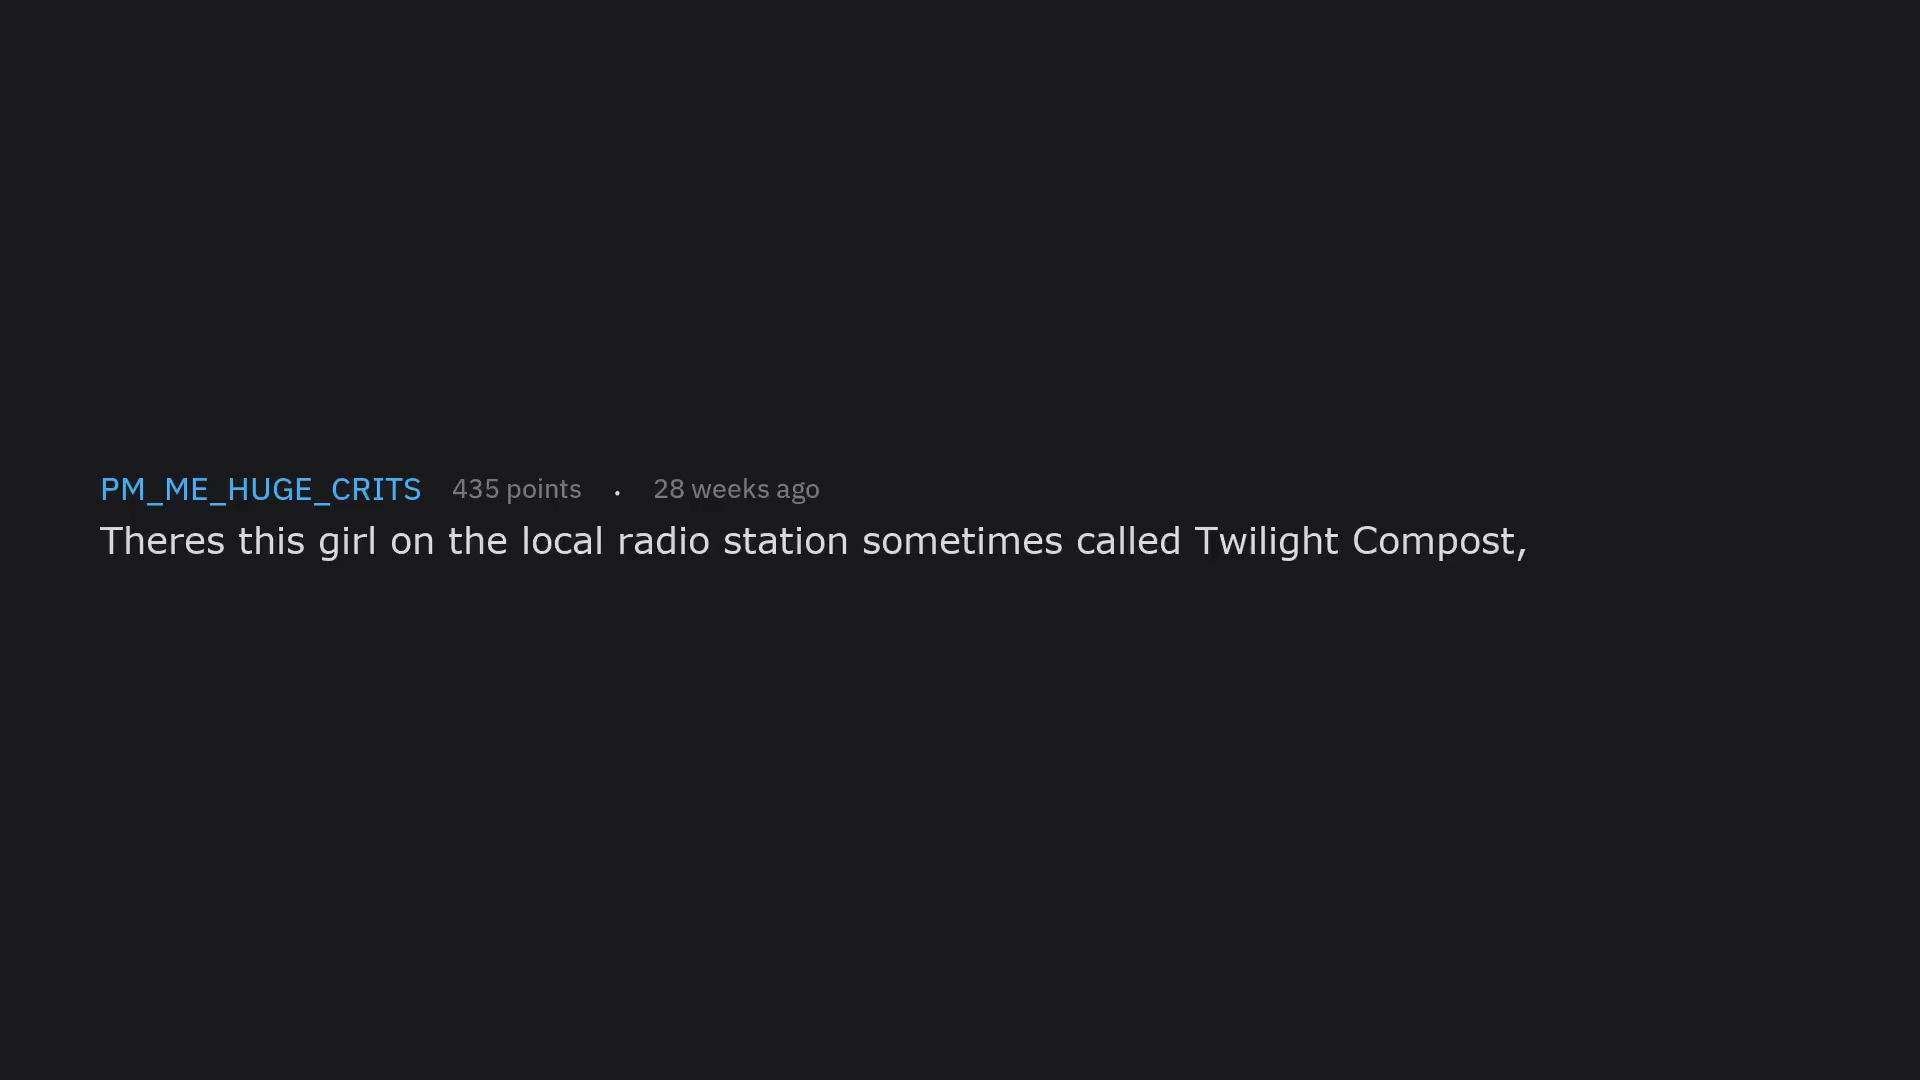 PM_ME_HUGE_CRITS 435 points . 28 weeks ago
Theres this girl on the local radio station sometimes called Twilight Compost,